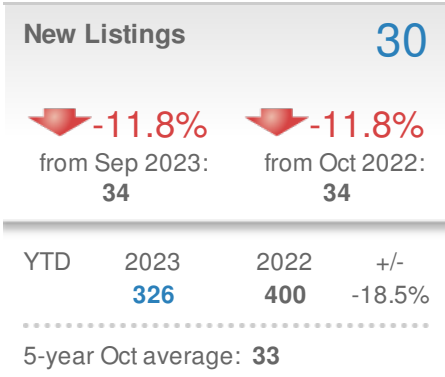 New Listings 30
-11.8% -11.8%
from Sep 2023: from Oct 2022:
34 34
YTD 2023 2022 +/-
326 400 -18.5%
5-year Oct average: 33